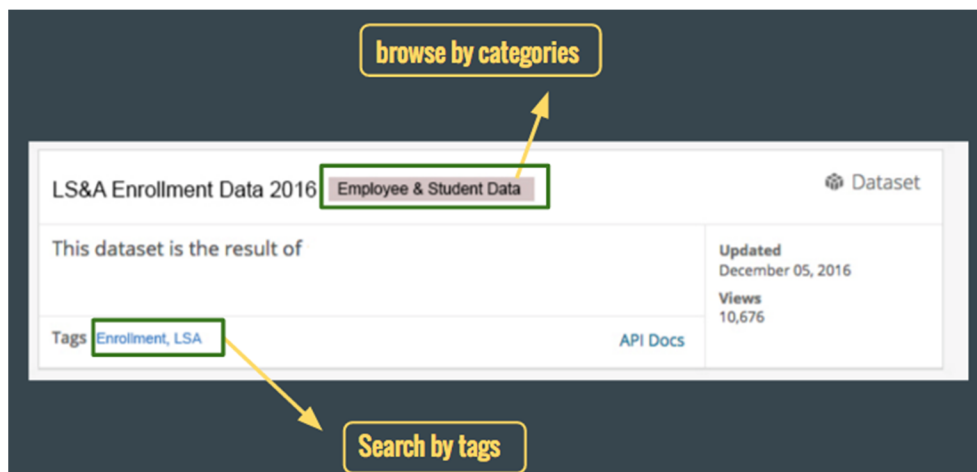 browse by categories
LS&A Enrollment Data 2016 Employee & Student Data Dataset
This dataset is the result of
Updated
December 05, 2016
Views
10,676
Tags Enrollment, LSA API Docs
Search by tags